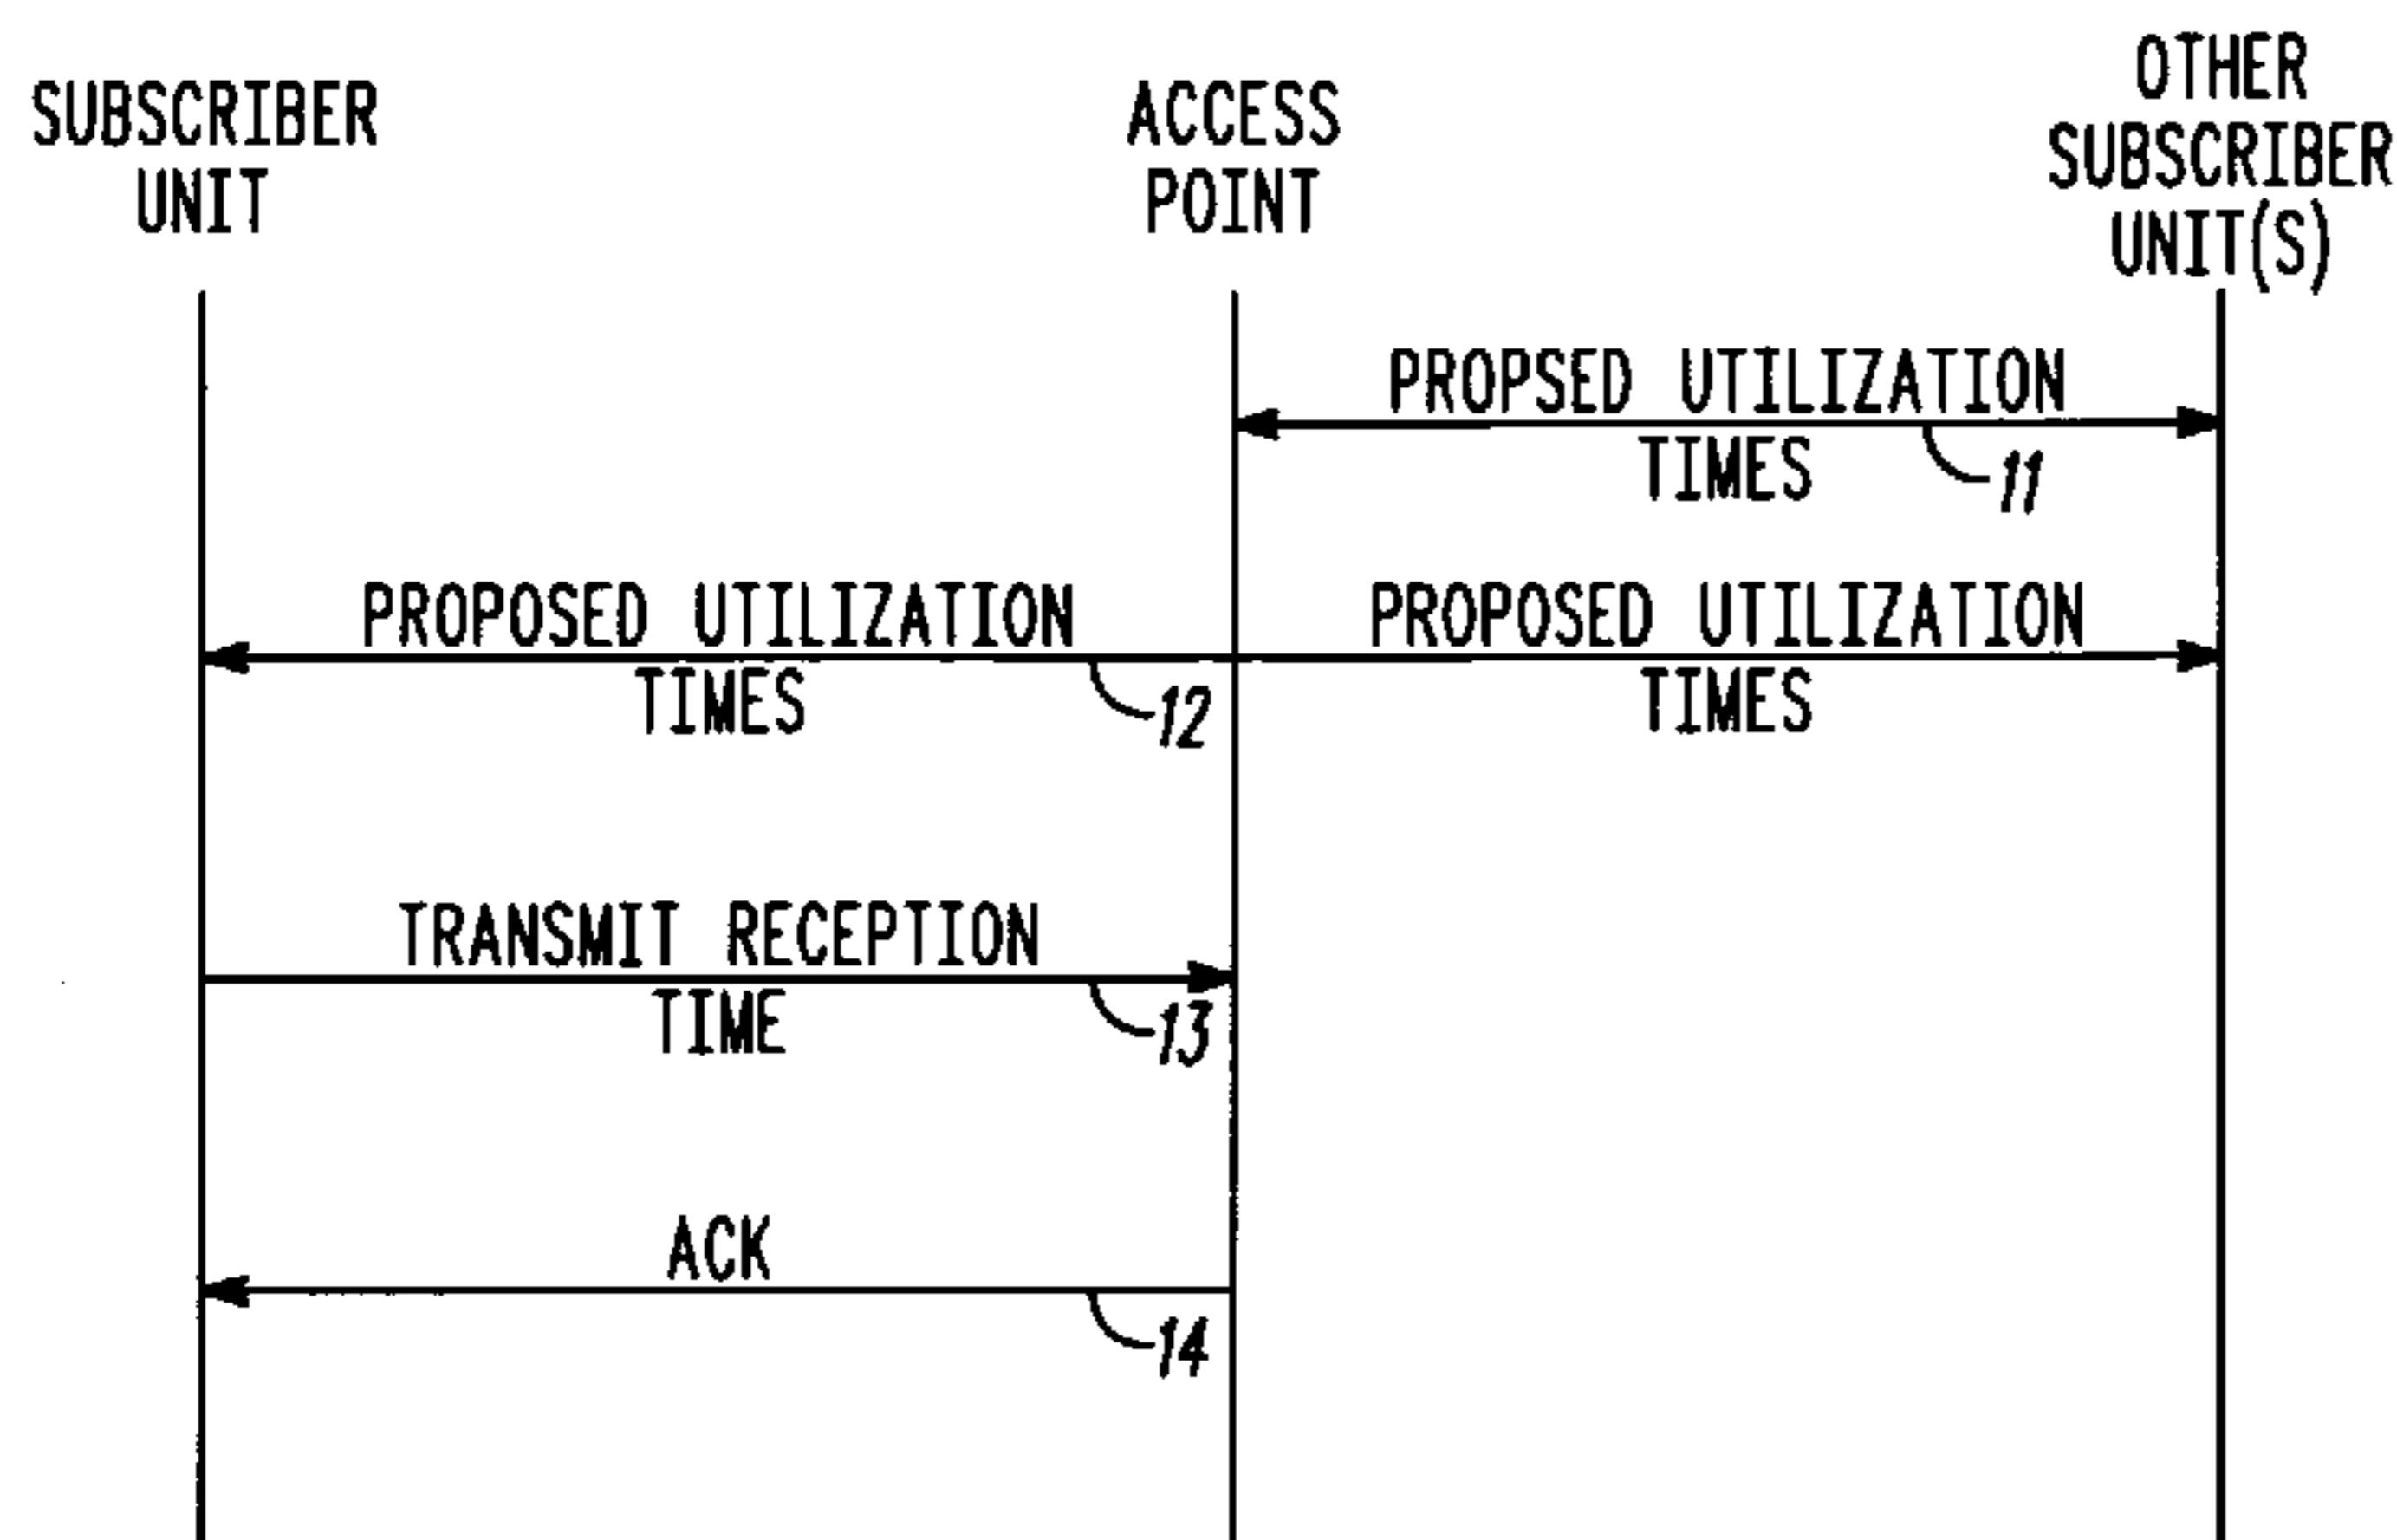 SUBSCRIBER
UNIT
ACCESS
POINT
OTHER
SUBSCRIBER
UNIT(S)
PROPSED UTILIZATION
TIMES
11
PROPOSED UTILIZATION
TIMES
12
PROPOSED UTILIZATION
TIMES
TRANSMIT RECEPTION
TIME
13
ACK
14